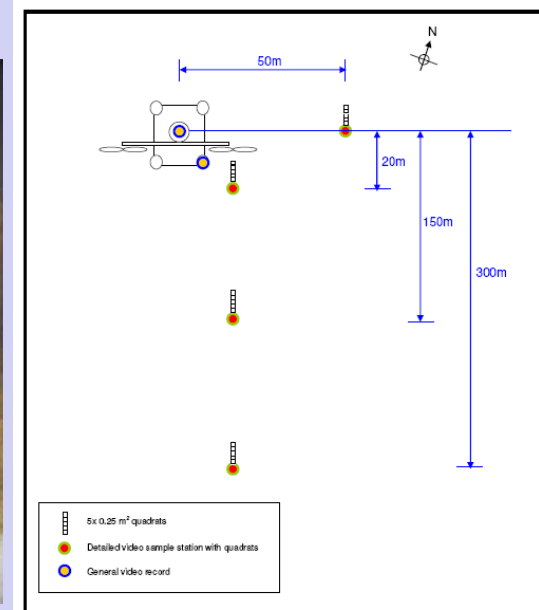 N
50m
20m
150m
300m
5x 0.25 m² quadrats
Detailed video sample station with quadrats
General video record